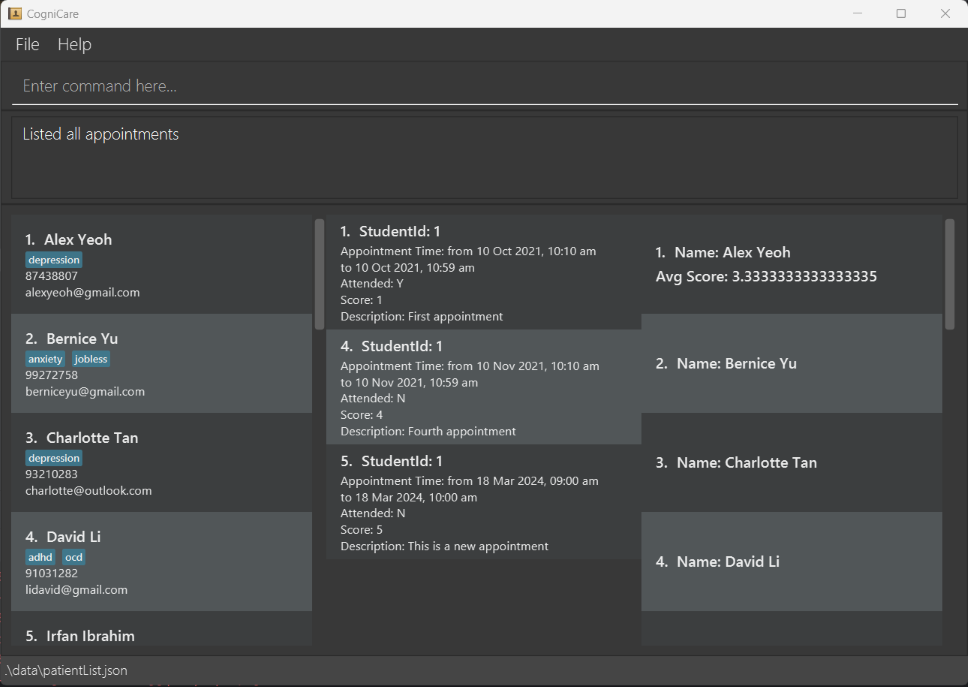 CogniCare
File Help
Enter command here...
Listed all appointments
1. Alex Yeoh
depression
87438807
alexyeoh@gmail.com
2. Bernice Yu
anxiety jobless
99272758
berniceyu@gmail.com
3. Charlotte Tan
depression
93210283
charlotte@outlook.com
4. David Li
adhd ocd
91031282
lidavid@gmail.com
5. Irfan Ibrahim
1. StudentId: 1
Appointment Time: from 10 Oct 2021, 10:10 am
to 10 Oct 2021, 10:59 am
Attended: Y
Score: 1
Description: First appointment
4. StudentId: 1
Appointment Time: from 10 Nov 2021, 10:10 am
to 10 Nov 2021, 10:59 am
Attended: N
Score: 4
Description: Fourth appointment
5. StudentId: 1
Appointment Time: from 18 Mar 2024, 09:00 am
to 18 Mar 2024, 10:00 am
Attended: N
Score: 5
Description: This is a new appointment
1. Name: Alex Yeoh
Avg Score: 3.3333333333333335
2. Name: Bernice Yu
3. Name: Charlotte Tan
4. Name: David Li
.\data\patientList.json